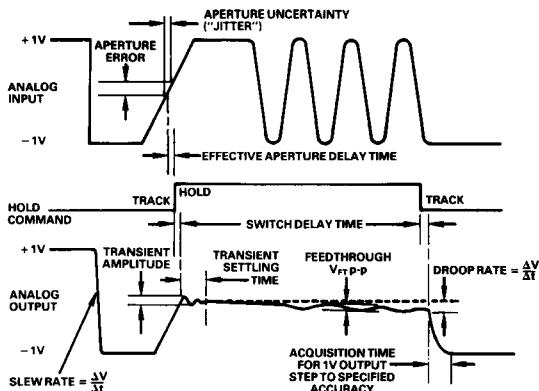 APERTURE UNCERTAINTY
("JITTER")
+1V
APERTURE
ERROR
ANALOG
INPUT
−1V
EFFECTIVE APERTURE DELAY TIME
HOLD
COMMAND
TRACK
HOLD
TRACK
SWITCH DELAY TIME
+1V
TRANSIENT
AMPLITUDE
TRANSIENT
SETTLING
TIME
FEEDTHROUGH
VFT p-p
DROOP RATE = ΔV/Δt
ANALOG
OUTPUT
−1V
SLEW RATE = ΔV/Δt
ACQUISITION TIME
FOR 1V OUTPUT
STEP TO SPECIFIED
ACCURACY